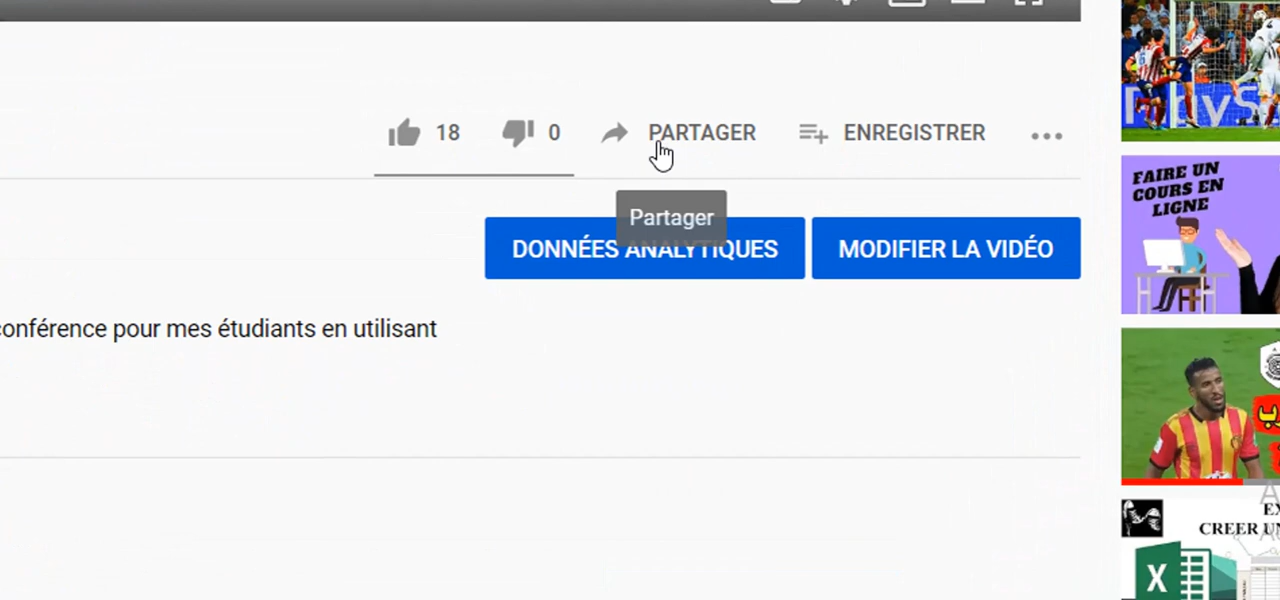 18
0
PARTAGER
ENREGISTRER
Partager
DONNÉES ANALYTIQUES
MODIFIER LA VIDÉO
conférence pour mes étudiants en utilisant
FAIRE UN
COURS EN
LIGNE
CREER UN
X